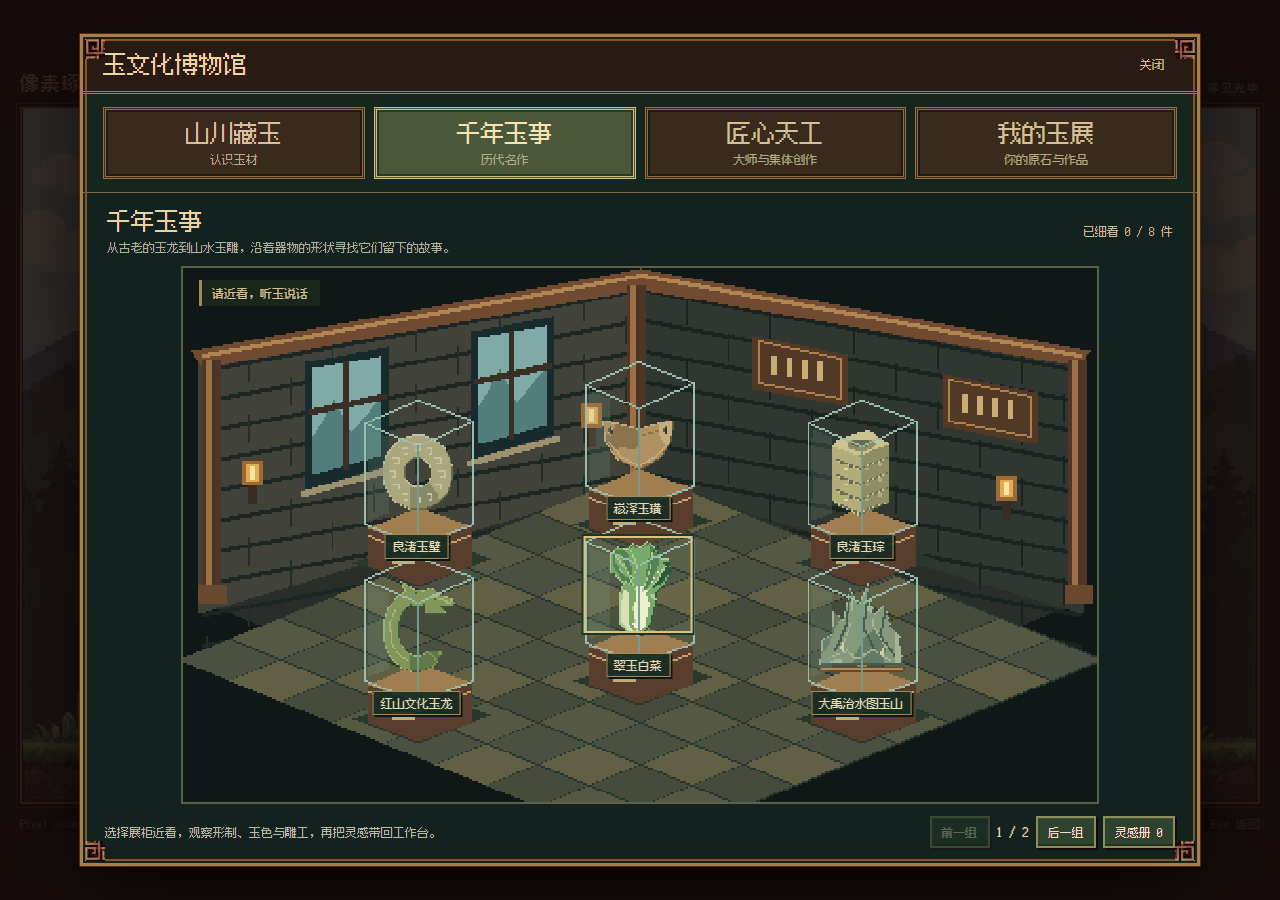 玉文化博物馆
关闭
山川藏玉
认识玉材
千年玉事
历代名作
匠心天工
大师与集体创作
我的玉展
你的原石与作品
千年玉事
从古老的玉龙到山水玉雕，沿着器物的形状寻找它们留下的故事。
已细看 0 / 8 件
请近看，听玉说话
崧泽玉璜
良渚玉璧
良渚玉琮
翠玉白菜
红山文化玉龙
大禹治水图玉山
选择展柜近看，观察形制、玉色与雕工，再把灵感带回工作台。
前一组
1 / 2
后一组
灵感册 0